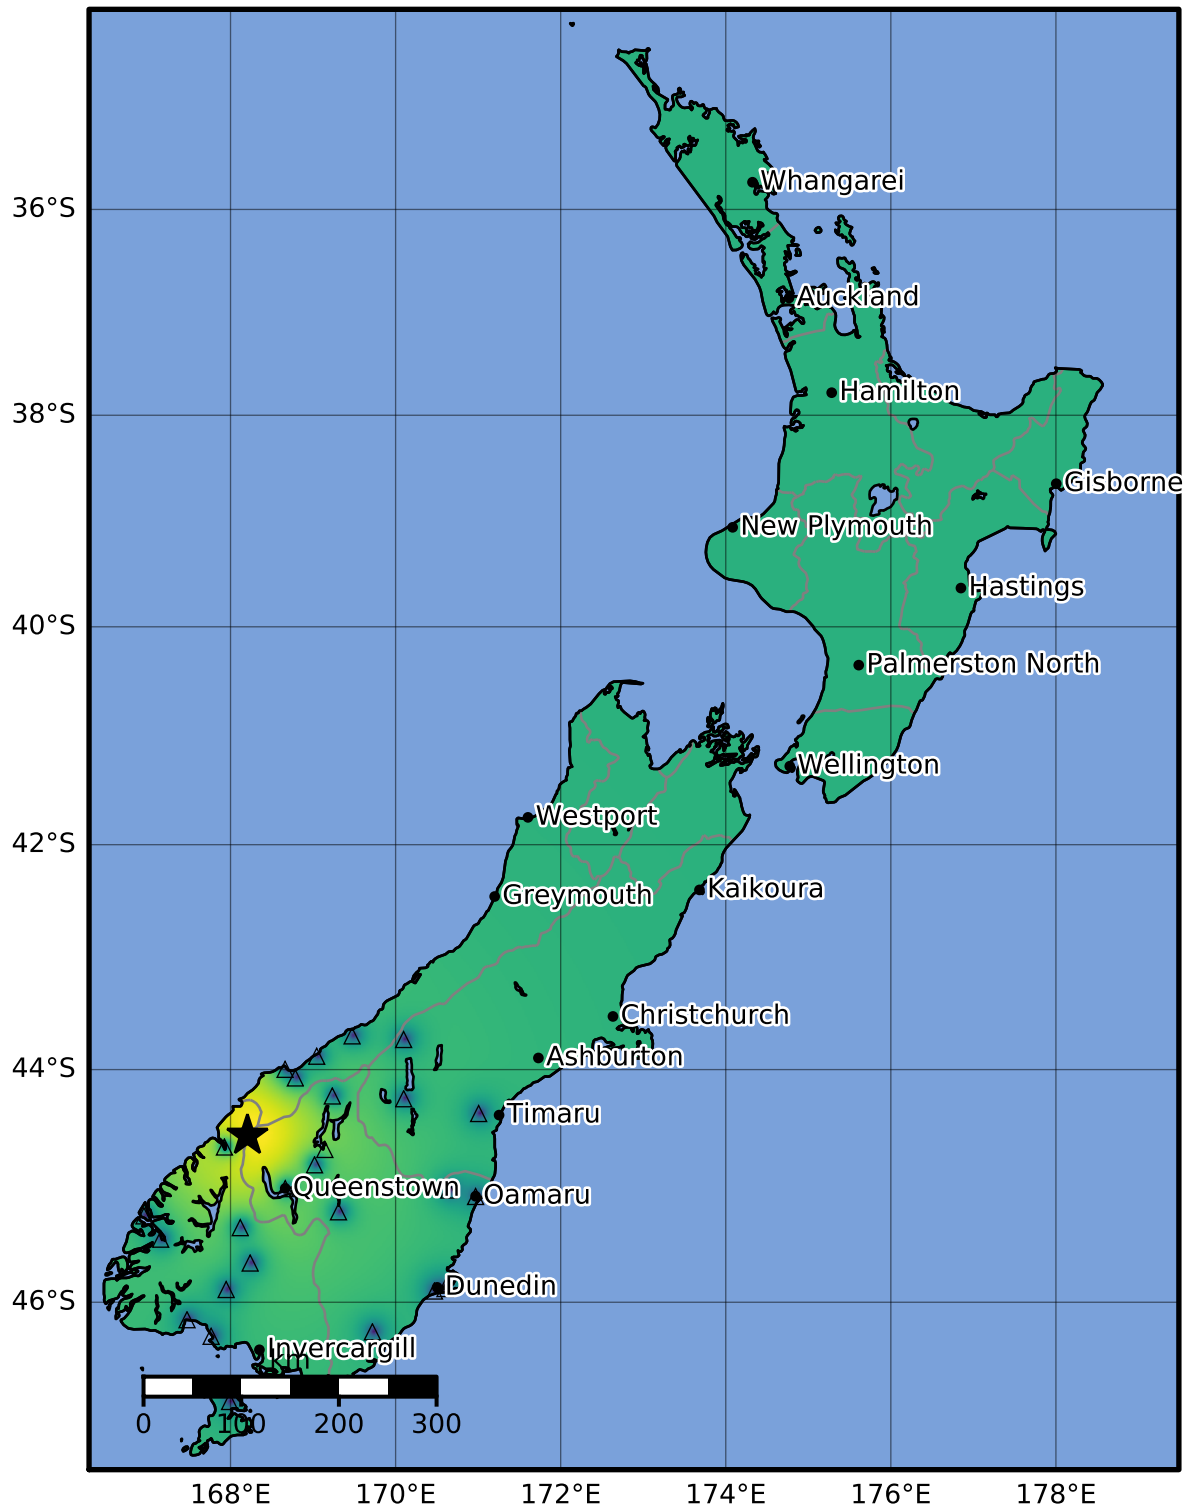 Whangarei
36°S
Auckland
Hamilton
38°S
Gisborne
New Plymouth
Hastings
40°S
Palmerston North
Wellington
Westport
42°S
Kaikoura
Greymouth
Christchurch
Ashburton
44°S
Timaru
Queenstown
Oamaru
Dunedin
46°S
Invercargill
km
0 100 200 300
168°E 170°E 172°E 174°E 176°E 178°E